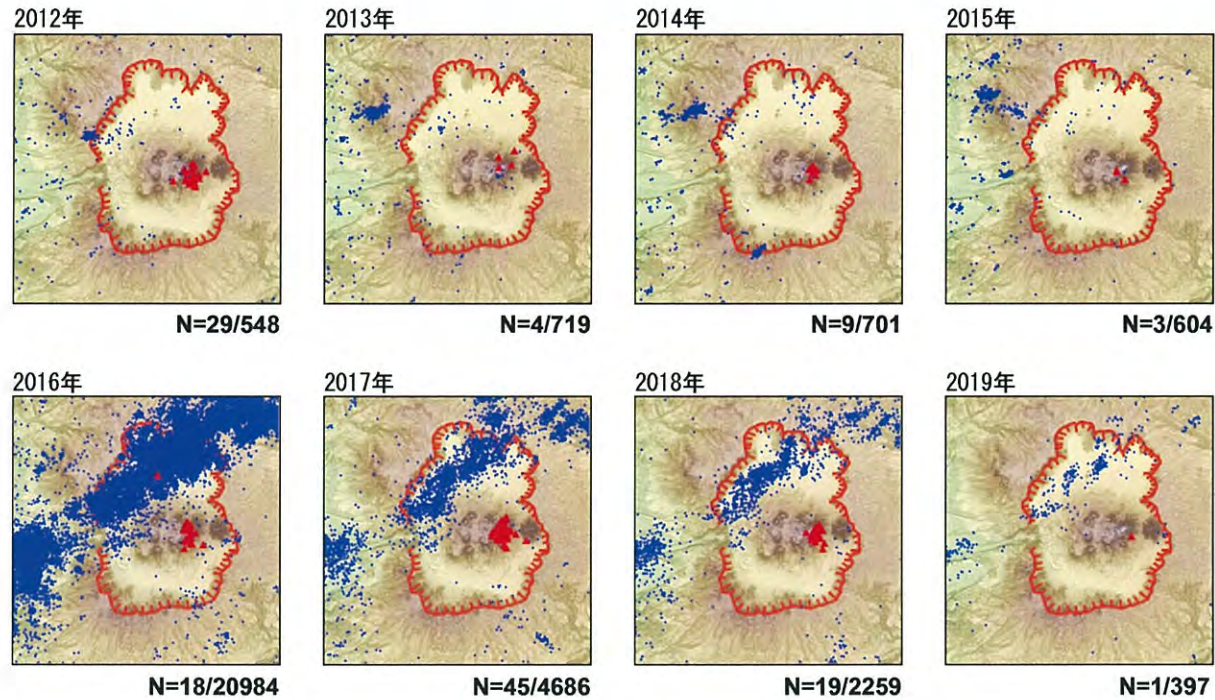 2012年
2013年
2014年
2015年
N=29/548
N=4/719
N=9/701
N=3/604
2016年
2017年
2018年
2019年
N=18/20984
N=45/4686
N=19/2259
N=1/397